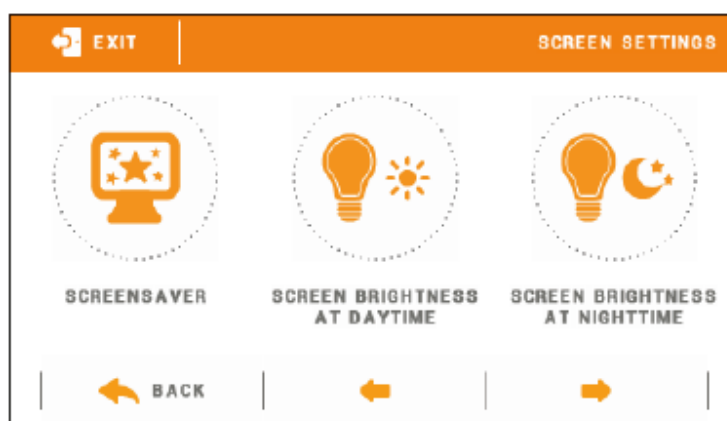 EXIT
SCREEN SETTINGS
SCREENSAVER
SCREEN BRIGHTNESS
AT DAYTIME
SCREEN BRIGHTNESS
AT NIGHTTIME
BACK